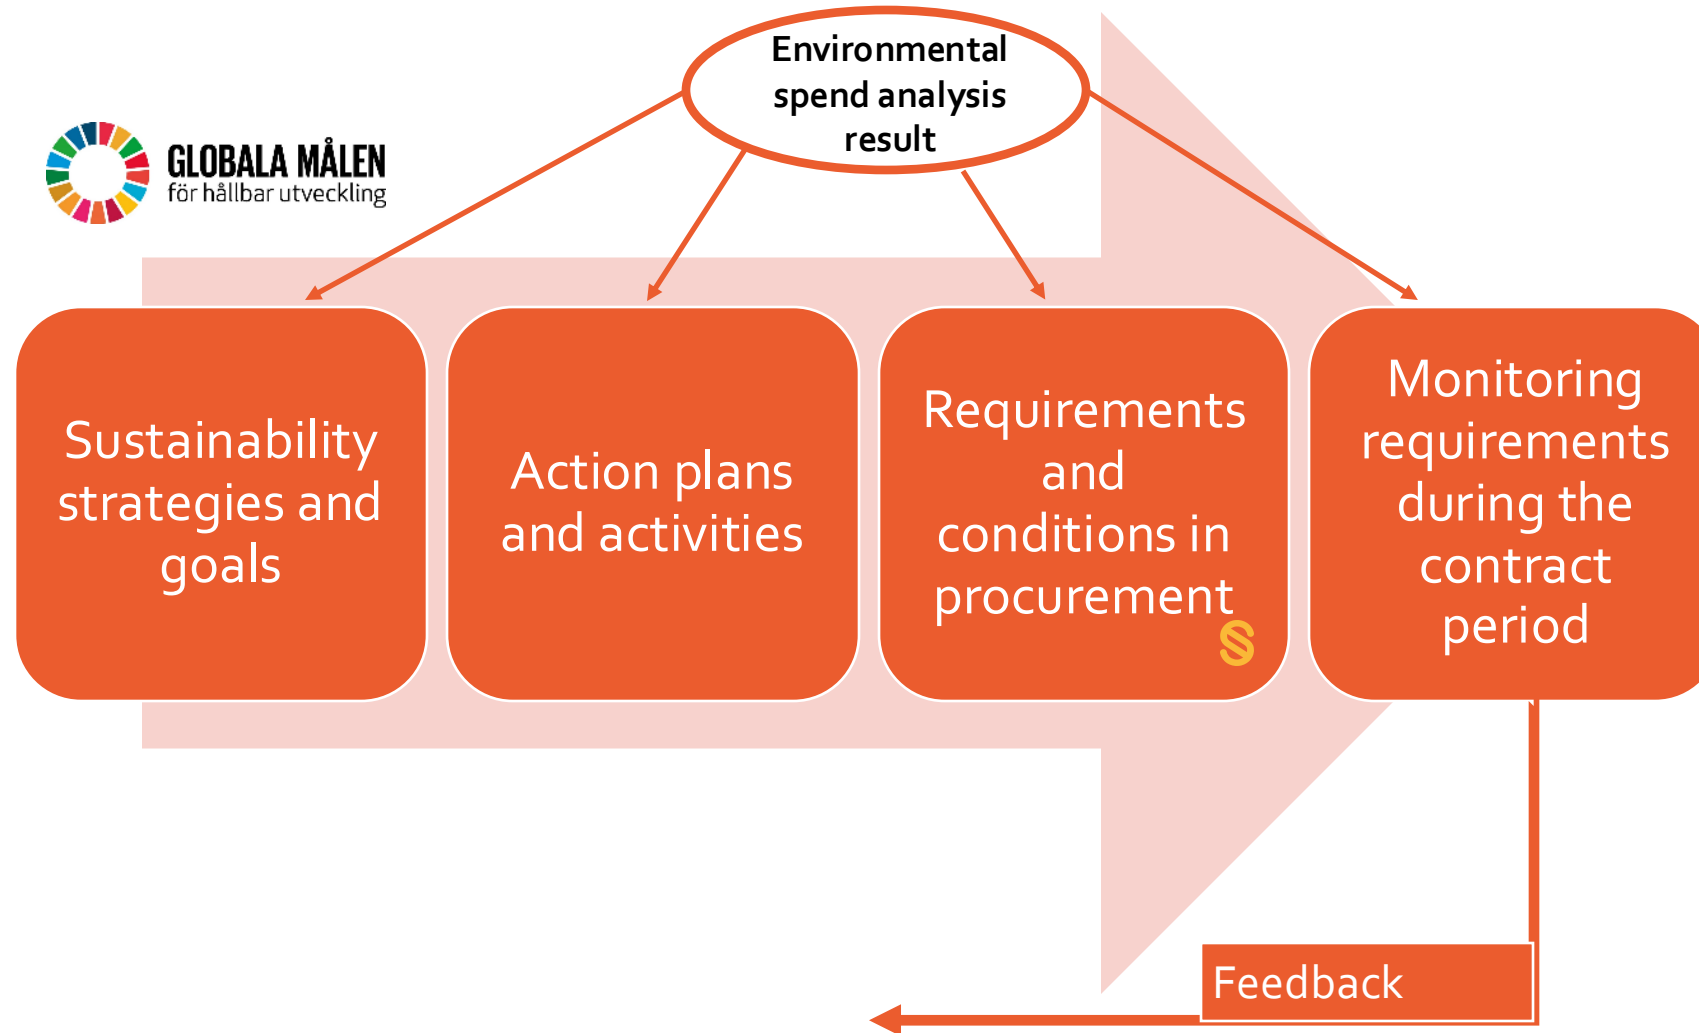 Environmental
spend analysis
result
GLOBALA MÅLEN
för hållbar utveckling
Sustainability
strategies and
goals
Action plans
and activities
Requirements
and
conditions in
procurement
§
Monitoring
requirements
during the
contract
period
Feedback